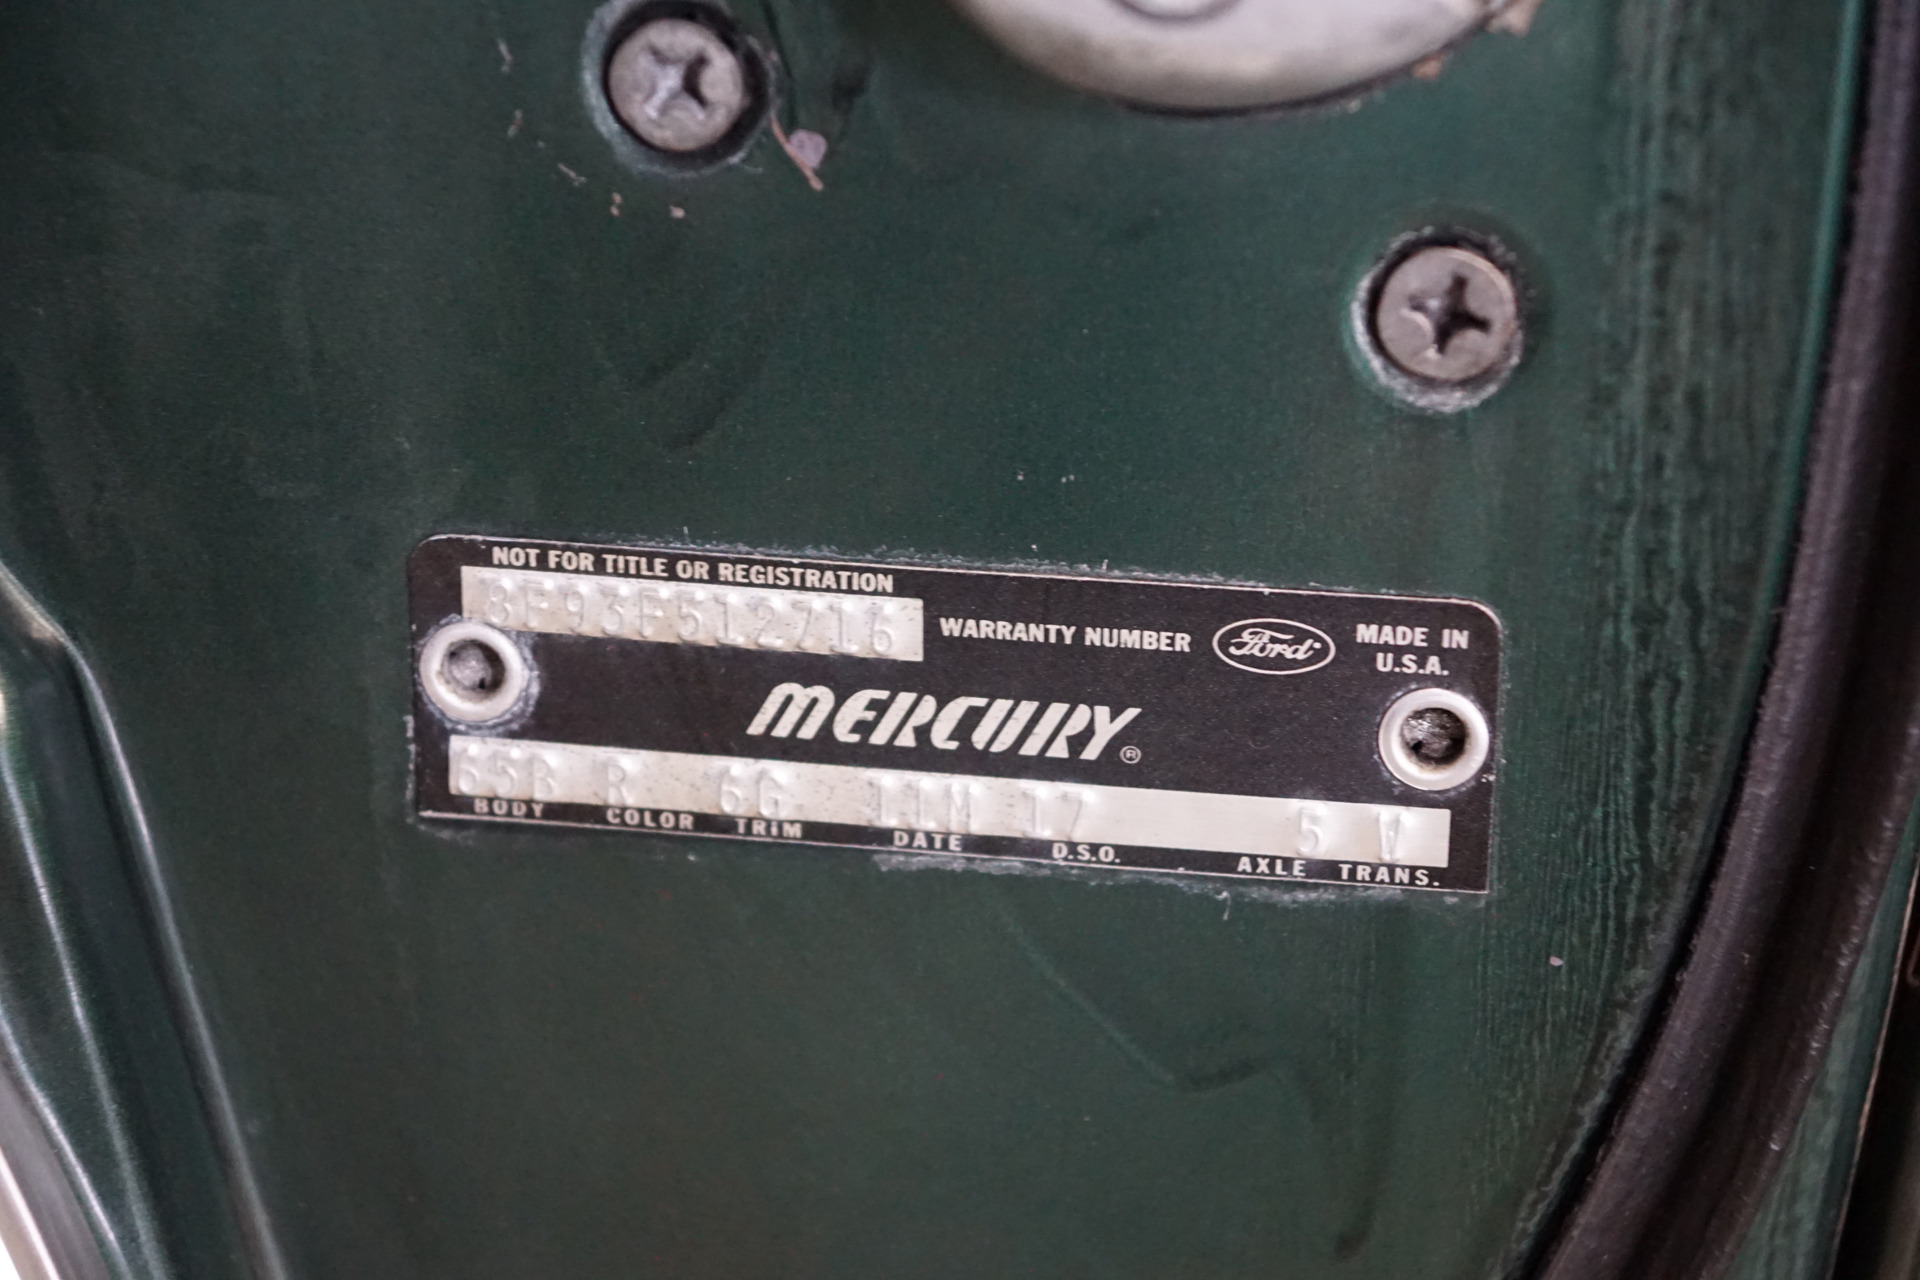 NOT FOR TITLE OR REGISTRATION
8F93F512716
WARRANTY NUMBER
Ford
MADE IN
U.S.A.
MERCURY®
65B R 6G 11M 17 5 W
BODY COLOR TRIM DATE D.S.O. AXLE TRANS.